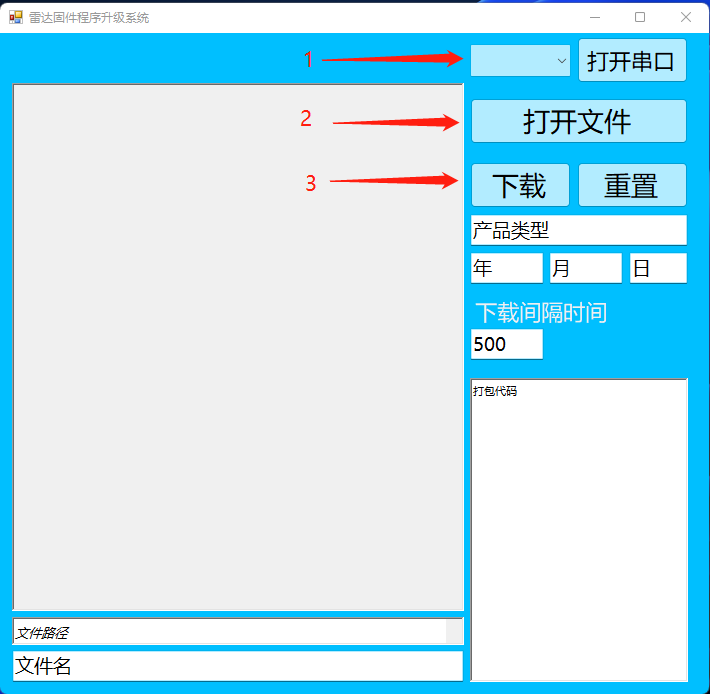 雷达固件程序升级系统
1
打开串口
2
打开文件
3
下载
重置
产品类型
年
月
日
下载间隔时间
500
打包代码
文件路径
文件名